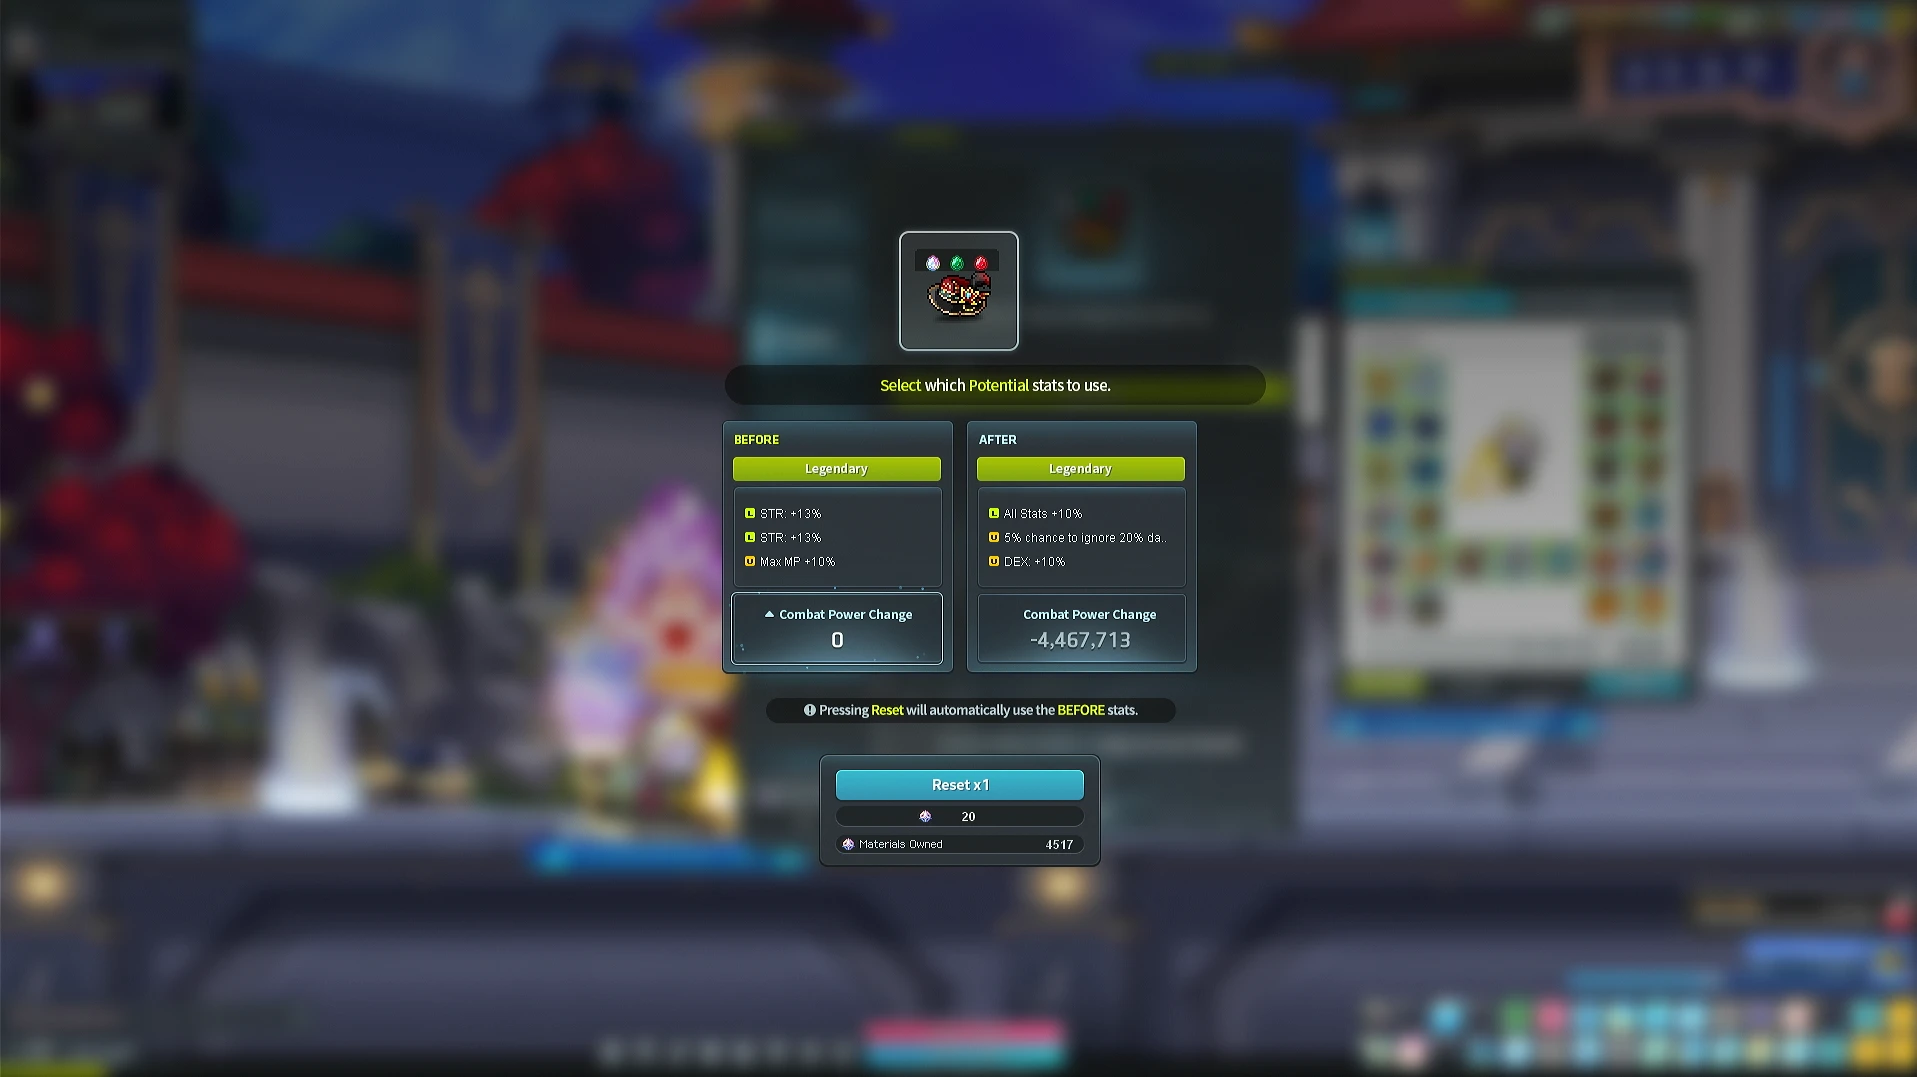 Select which Potential stats to use.
BEFORE
Legendary
L STR: +13%
L STR: +13%
U Max MP +10%
Combat Power Change
0
AFTER
Legendary
L All Stats +10%
U 5% chance to ignore 20% da..
U DEX: +10%
Combat Power Change
-4,467,713
Pressing Reset will automatically use the BEFORE stats.
Reset x1
20
Materials Owned 4517